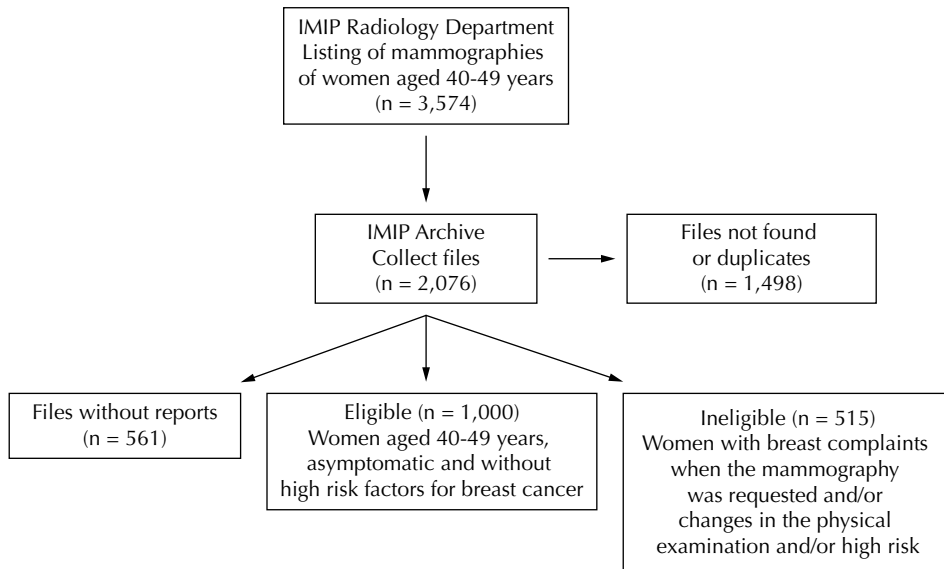 IMIP Radiology Department
Listing of mammographies
of women aged 40-49 years
(n = 3,574)
IMIP Archive
Collect files
(n = 2,076)
Files not found
or duplicates
(n = 1,498)
Files without reports
(n = 561)
Eligible (n = 1,000)
Women aged 40-49 years,
asymptomatic and without
high risk factors for breast cancer
Ineligible (n = 515)
Women with breast complaints
when the mammography
was requested and/or
changes in the physical
examination and/or high risk